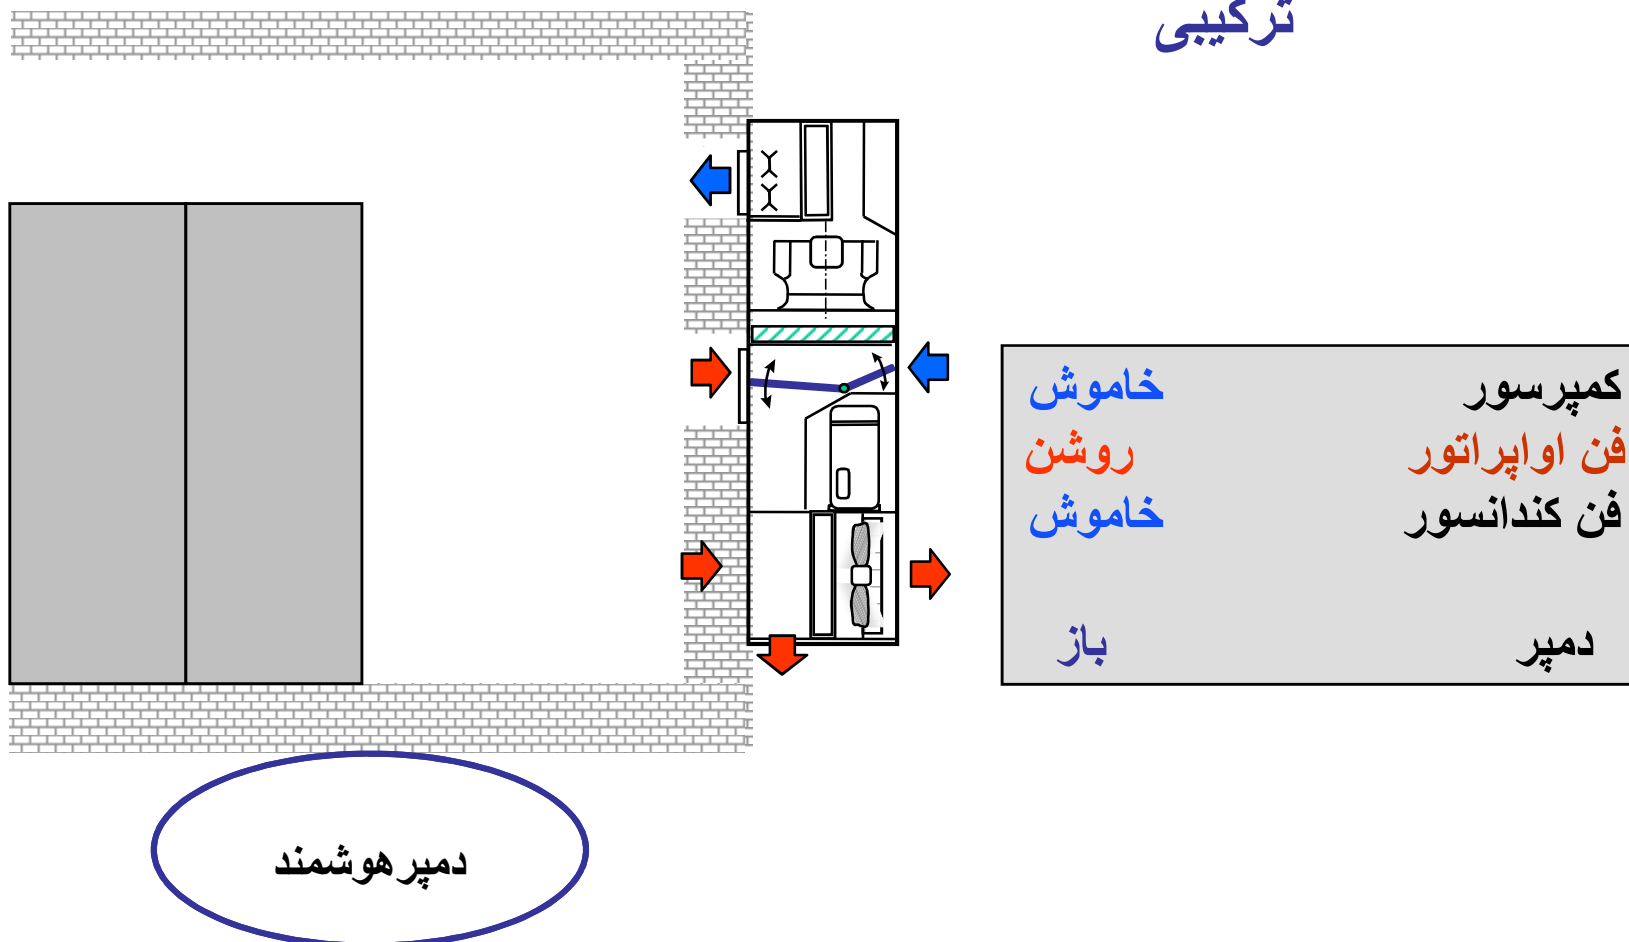 ترکیبی
کمپرسور خاموش
فن اواپراتور روشن
فن کندانسور خاموش
دمپر باز
دمپر هوشمند